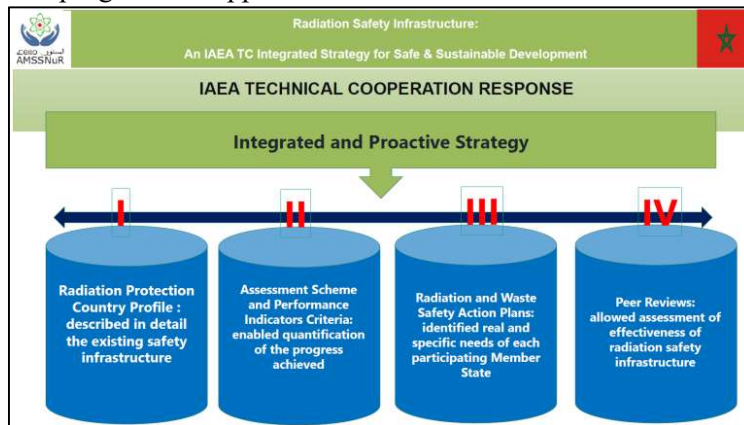 Radiation Safety Infrastructure:
An IAEA TC Integrated Strategy for Safe & Sustainable Development
AMSSNuR
IAEA TECHNICAL COOPERATION RESPONSE
Integrated and Proactive Strategy
I
II
III
IV
Radiation Protection
Country Profile :
described in detail
the existing safety
infrastructure
Assessment Scheme
and Performance
Indicators Criteria:
enabled quantification
of the progress
achieved
Radiation and Waste
Safety Action Plans:
identified real and
specific needs of each
participating Member
State
Peer Reviews:
allowed assessment of
effectiveness of
radiation safety
infrastructure